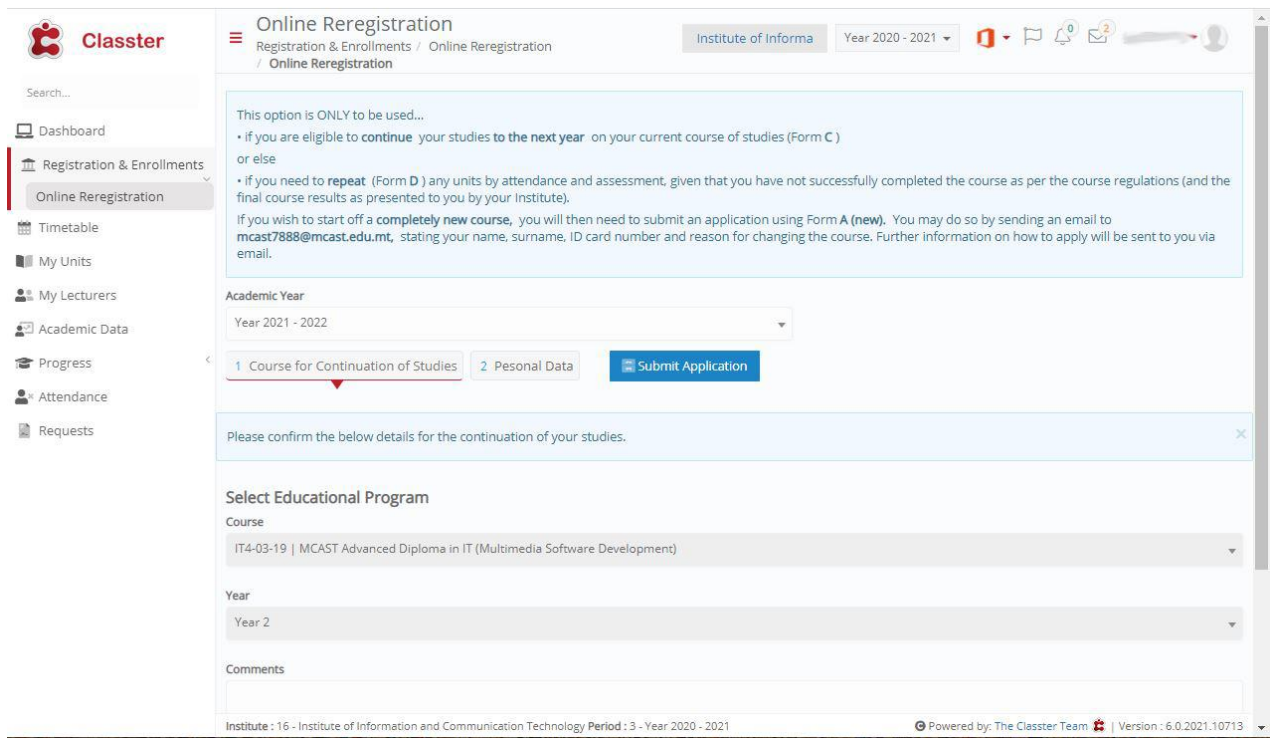 Classter
Search...
Dashboard
Registration & Enrollments
Online Reregistration
Timetable
My Units
My Lecturers
Academic Data
Progress
Attendance
Requests
Online Reregistration
Registration & Enrollments / Online Reregistration
/ Online Reregistration
Institute of Informa
Year 2020 - 2021
0
2
This option is ONLY to be used...
• if you are eligible to continue your studies to the next year on your current course of studies (Form C )
or else
• if you need to repeat (Form D ) any units by attendance and assessment, given that you have not successfully completed the course as per the course regulations (and the
final course results as presented to you by your Institute).
If you wish to start off a completely new course, you will then need to submit an application using Form A (new). You may do so by sending an email to
mcast7888@mcast.edu.mt, stating your name, surname, ID card number and reason for changing the course. Further information on how to apply will be sent to you via
email.
Academic Year
Year 2021 - 2022
1 Course for Continuation of Studies
2 Pesonal Data
Submit Application
Please confirm the below details for the continuation of your studies.
Select Educational Program
Course
IT4-03-19 | MCAST Advanced Diploma in IT (Multimedia Software Development)
Year
Year 2
Comments
Institute : 16 - Institute of Information and Communication Technology Period : 3 - Year 2020 - 2021
Powered by: The Classter Team | Version : 6.0.2021.10713